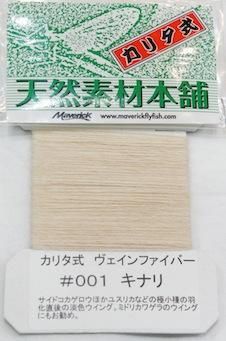 カリタ式
天然素材本舗
Maverick www.maverickflyfish.com
カリタ式 ヴェインファイバー
#001 キナリ
サイドコカゲロウほかユスリカなどの極小種の羽
化直後の淡色ウィング。ミドリカワゲラのウイング
にもお勧め。